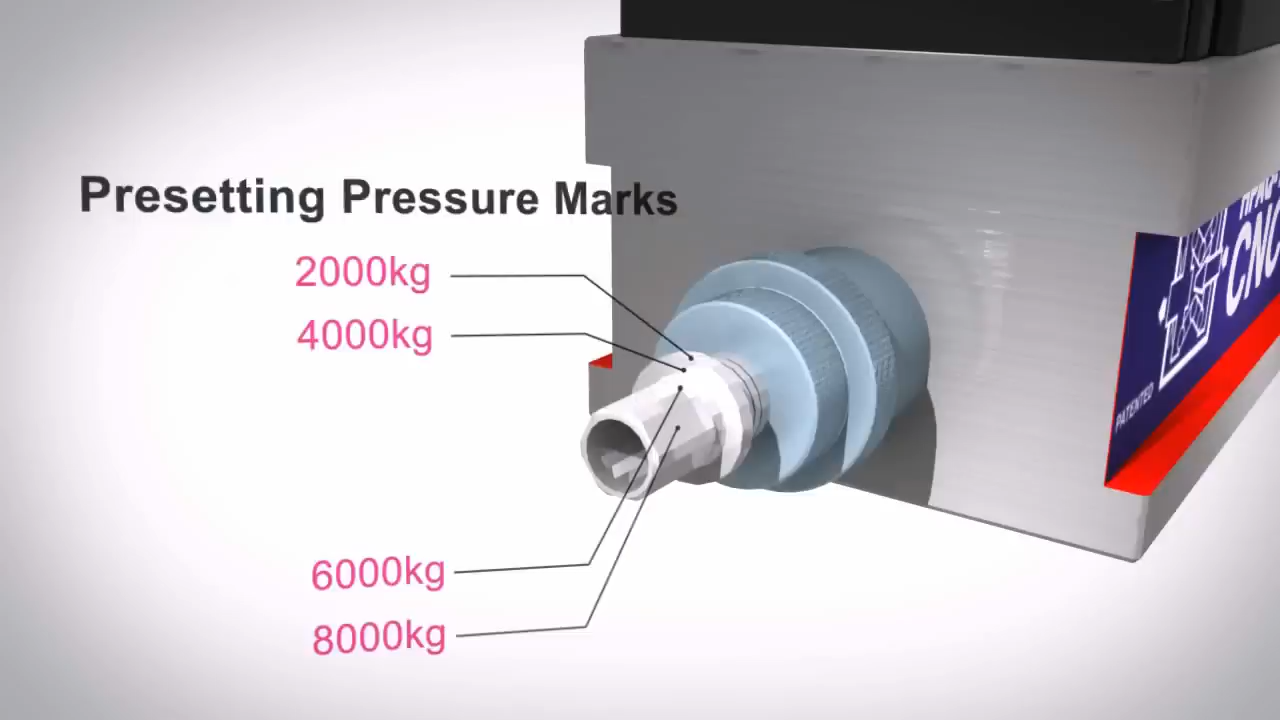 Presetting Pressure Marks
2000kg
4000kg
6000kg
8000kg
CNC
PATENTED